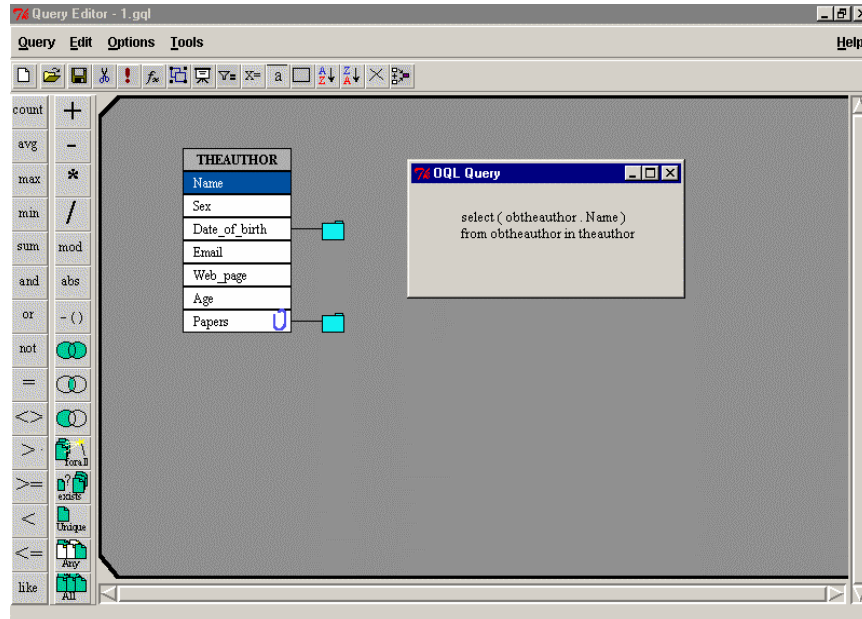 Query Editor - 1.gql
Query Edit Options Tools Help
a A Z Z A
count +
avg -
max *
min /
sum mod
and abs
or - ( )
not
=
<>
> forall
>= exists
< Unique
<= Any
like All
THEAUTHOR
Name
Sex
Date_of_birth
Email
Web_page
Age
Papers
OQL Query
select ( obtheauthor . Name )
from obtheauthor in theauthor